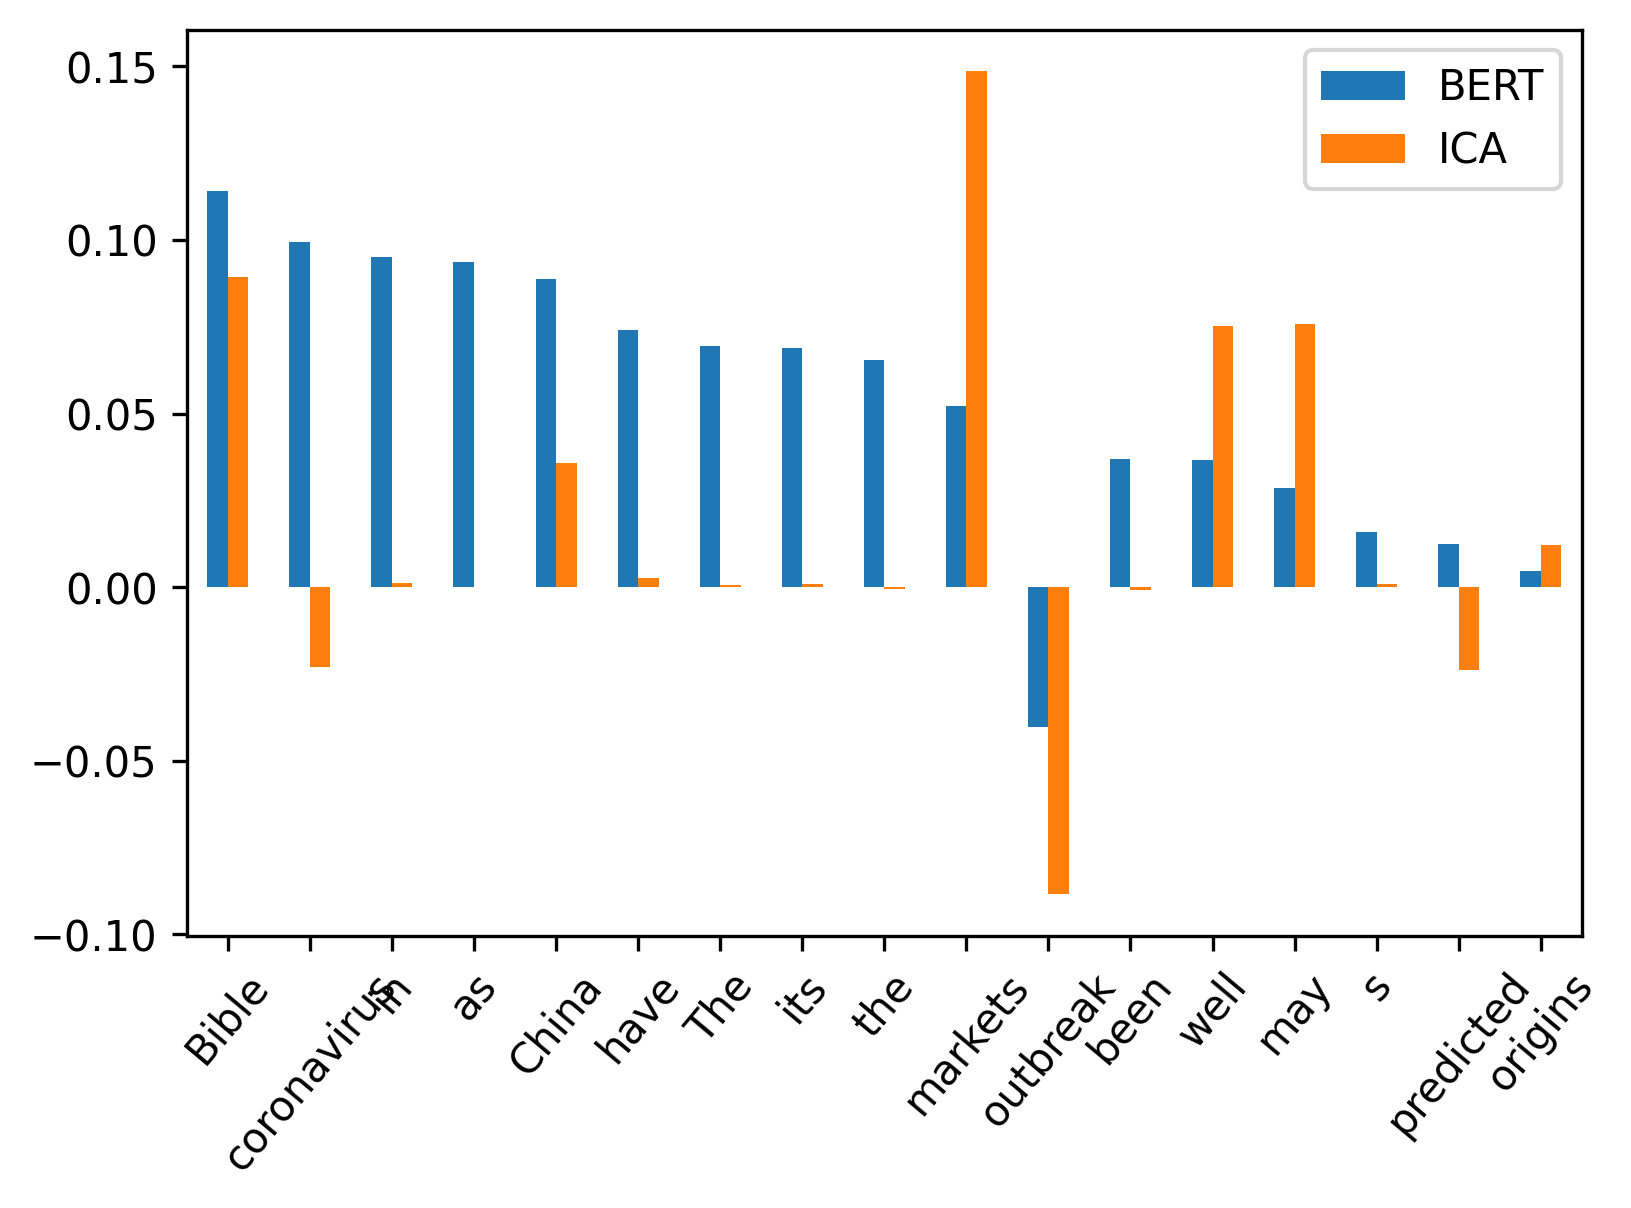 0.15
0.10
0.05
0.00
−0.05
−0.10
BERT
ICA
Bible
coronavirus
in
as
China
have
The
its
the
markets
outbreak
been
well
may
s
predicted
origins